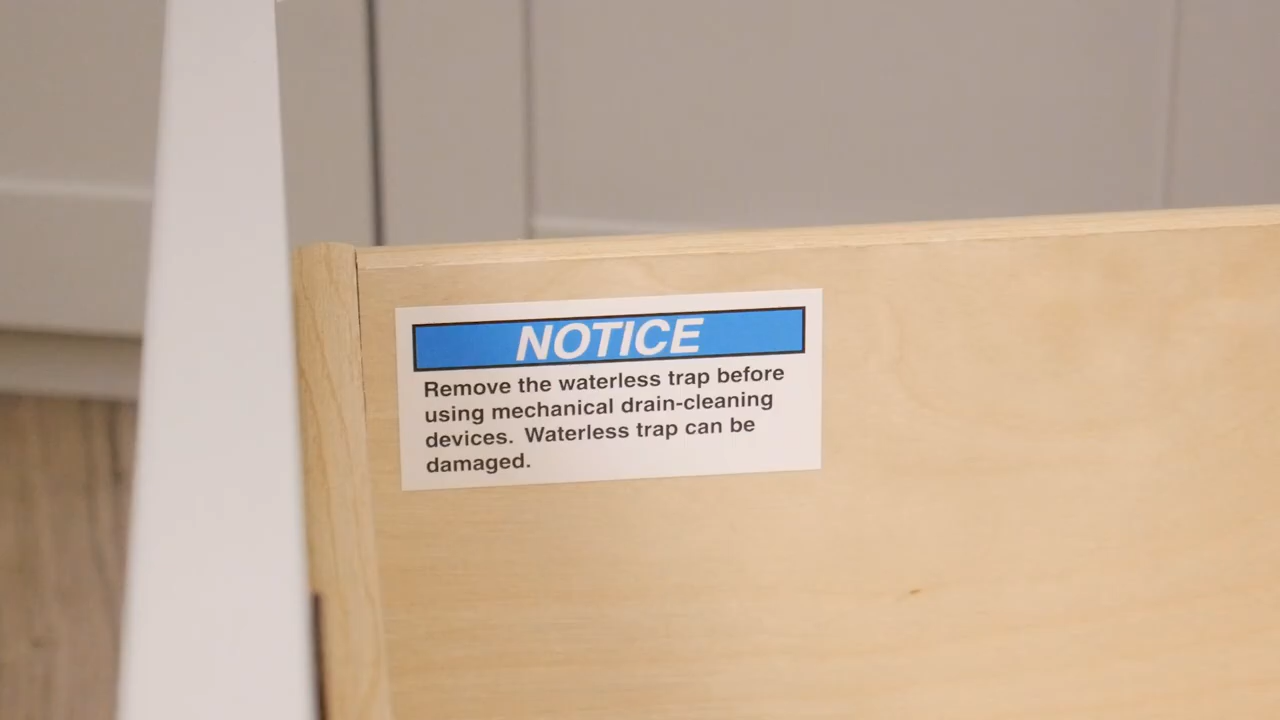 NOTICE
Remove the waterless trap before
using mechanical drain-cleaning
devices.  Waterless trap can be
damaged.